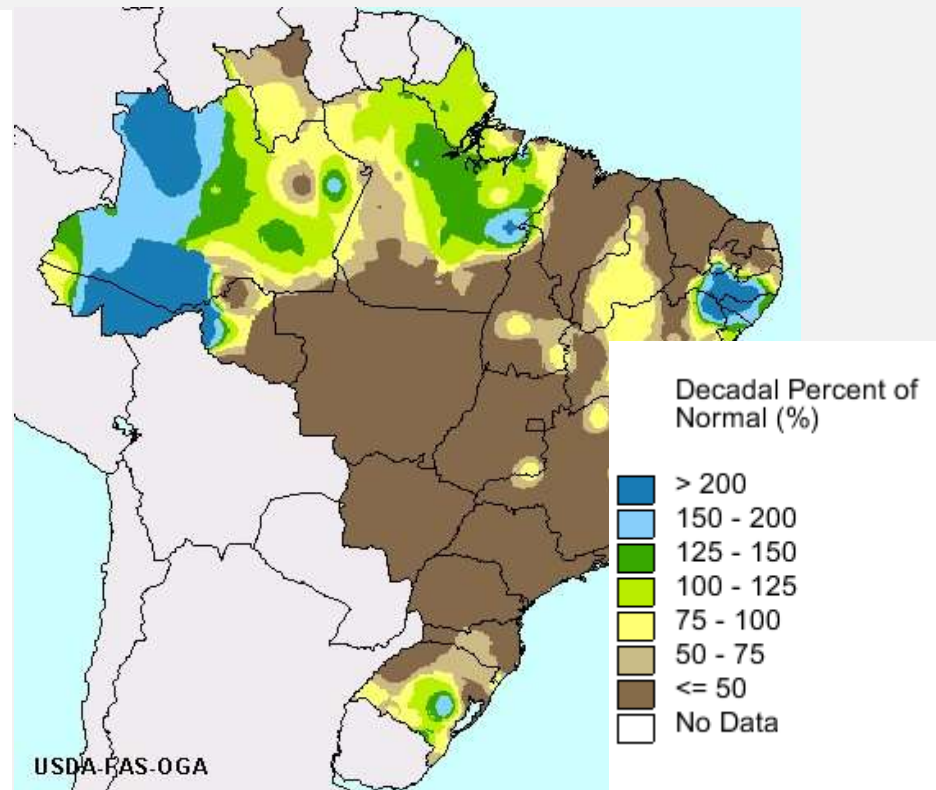 Decadal Percent of
Normal (%)
> 200
150 - 200
125 - 150
100 - 125
75 - 100
50 - 75
<= 50
No Data
USDA-FAS-OGA